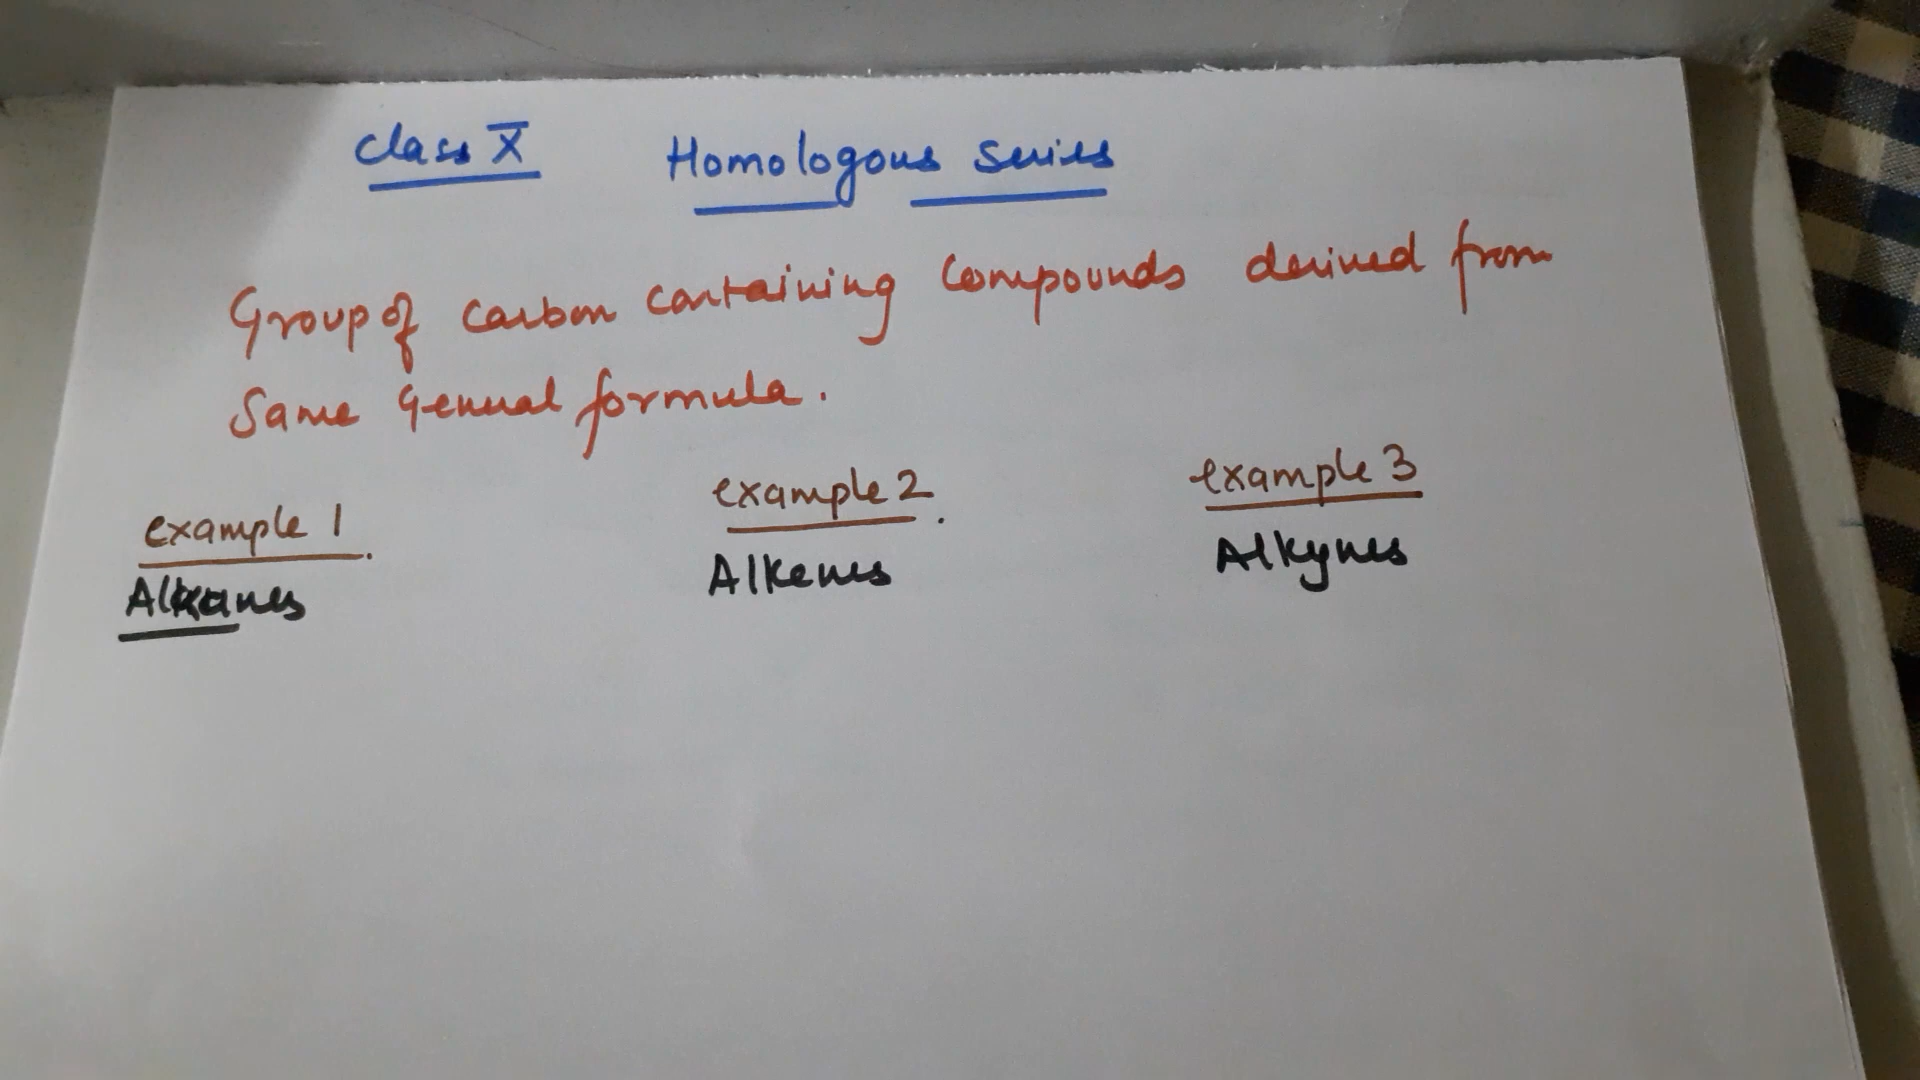 Class X Homologous Series
Group of carbon containing compounds derived from
Same General formula.
example 1 example 2 example 3
Alkanes Alkenes Alkynes